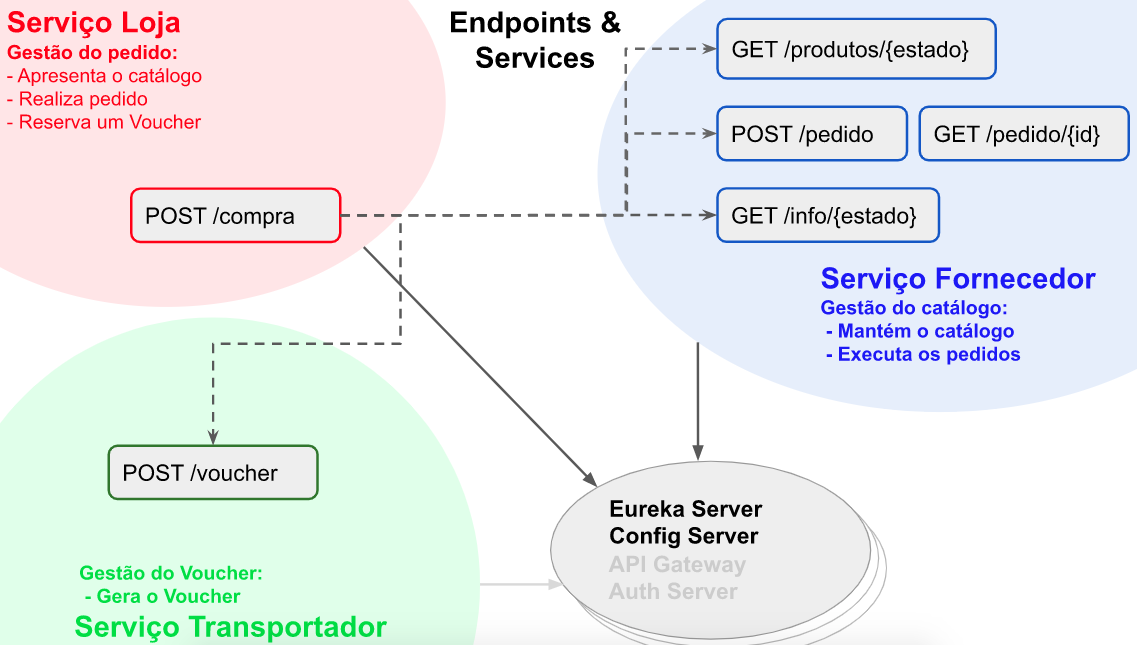 Serviço Loja
Gestão do pedido:
- Apresenta o catálogo
- Realiza pedido
- Reserva um Voucher
POST /compra
Endpoints &
Services
GET /produtos/{estado}
POST /pedido
GET /pedido/{id}
GET /info/{estado}
Serviço Fornecedor
Gestão do catálogo:
- Mantém o catálogo
- Executa os pedidos
POST /voucher
Gestão do Voucher:
- Gera o Voucher
Serviço Transportador
Eureka Server
Config Server
API Gateway
Auth Server